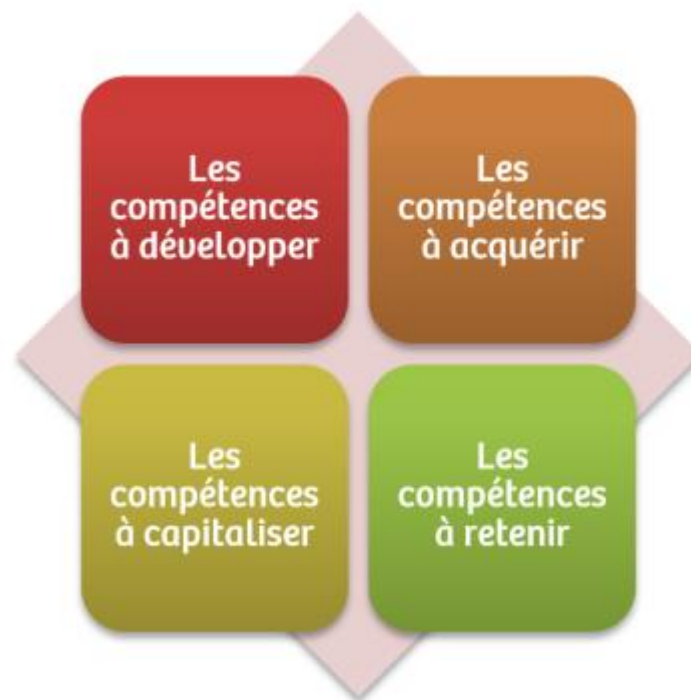 Les
compétences
à développer
Les
compétences
à acquérir
Les
compétences
à capitaliser
Les
compétences
à retenir